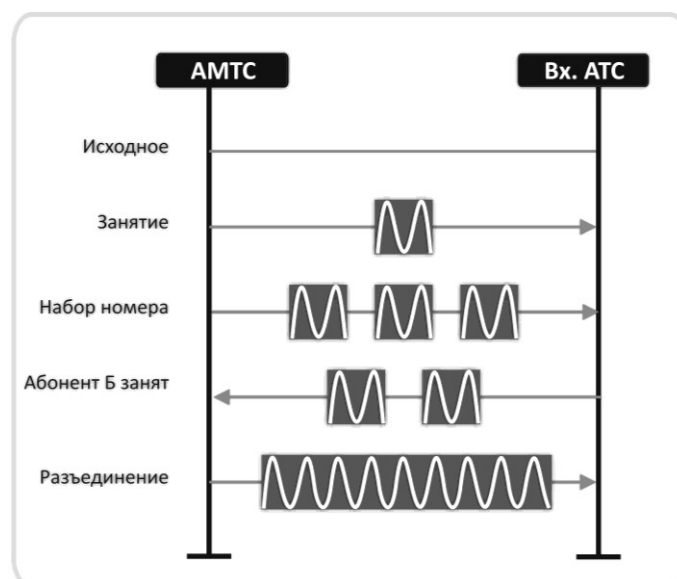 АМТС
Вх. АТС
Исходное
Занятие
Набор номера
Абонент Б занят
Разъединение